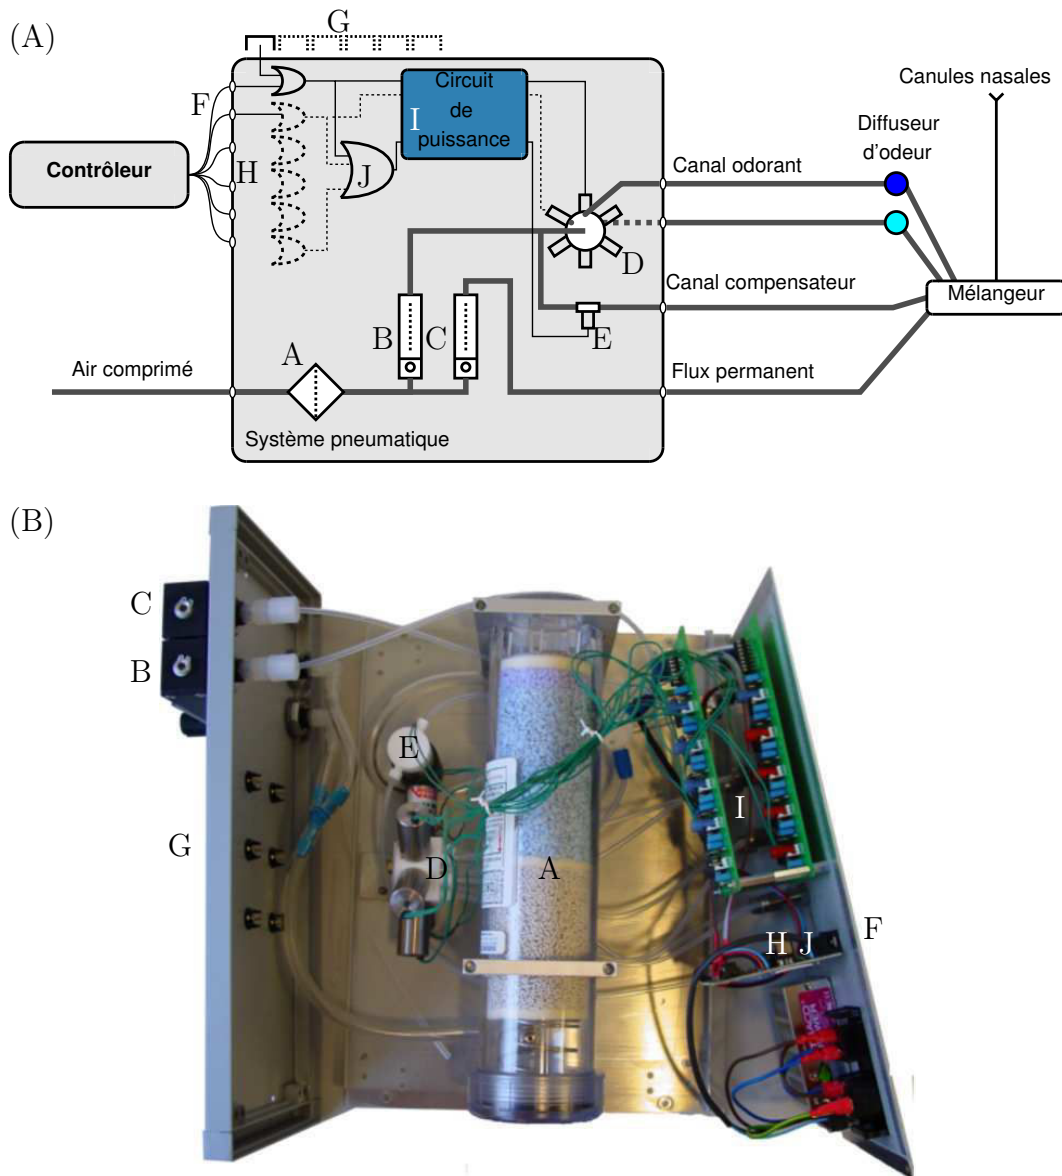 (A)
G
Canules nasales
F
Circuit
de
puissance
I
Diffuseur
d'odeur
Contrôleur
H
J
Canal odorant
D
Canal compensateur
Mélangeur
B
C
E
A
Air comprimé
Flux permanent
Système pneumatique
(B)
C
B
E
I
G
D
A
F
H
J